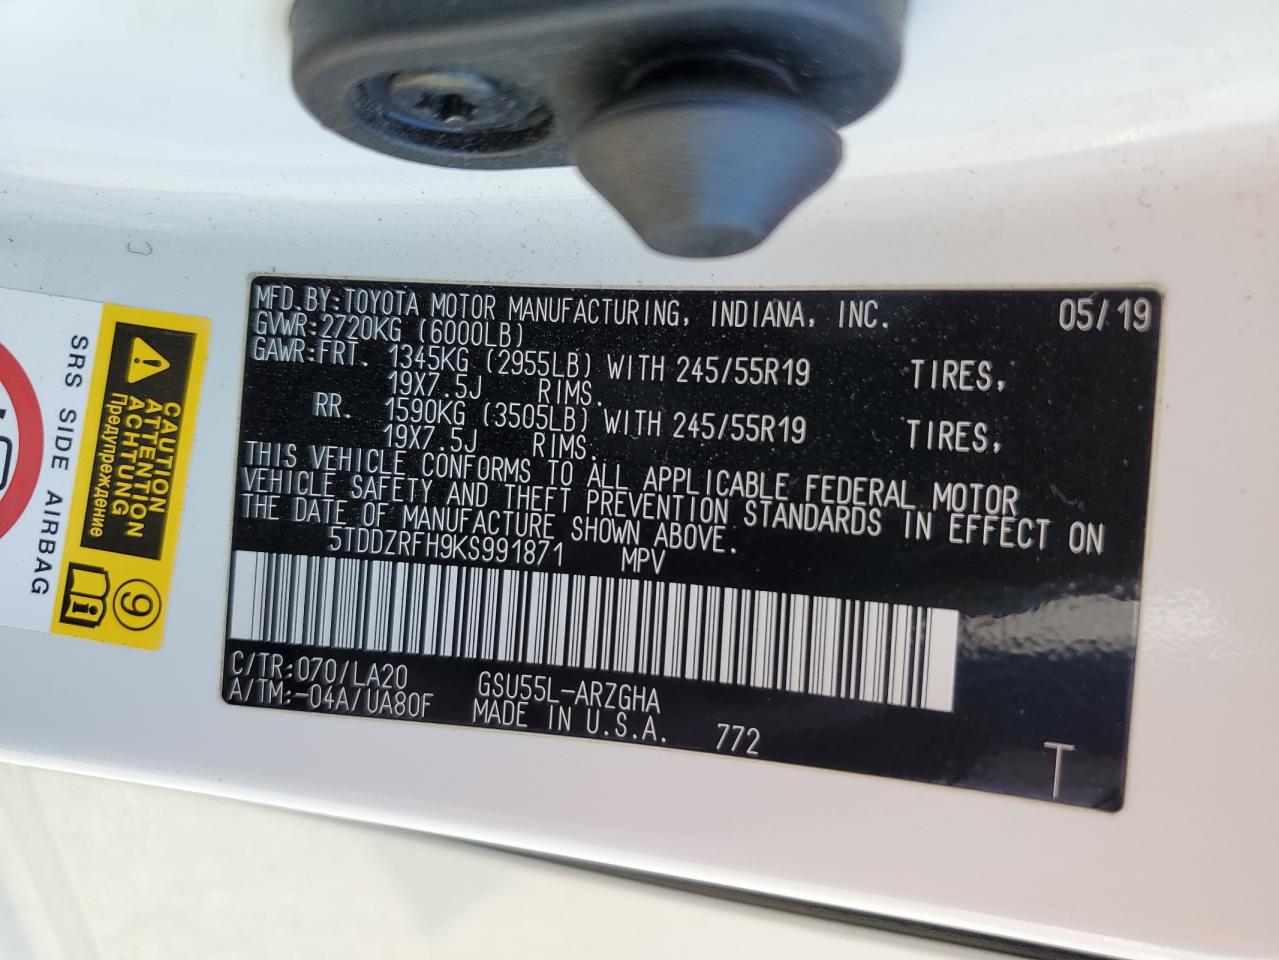 MFD. BY: TOYOTA MOTOR MANUFACTURING, INDIANA, INC. 05/19
GVWR: 2720KG (6000LB)
GAWR: FRT. 1345KG (2955LB) WITH 245/55R19 TIRES,
19X7.5J RIMS.
RR. 1590KG (3505LB) WITH 245/55R19 TIRES,
19X7.5J RIMS.
THIS VEHICLE CONFORMS TO ALL APPLICABLE FEDERAL MOTOR
VEHICLE SAFETY AND THEFT PREVENTION STANDARDS IN EFFECT ON
THE DATE OF MANUFACTURE SHOWN ABOVE.
5TDDZRFH9KS991871 MPV
C/TR: 070/LA20 GSU55L-ARZGHA
A/TM: -04A/UA80F MADE IN U.S.A. 772
T
CAUTION
ATTENTION
ACHTUNG
Предупреждение
9
SRS SIDE AIRBAG